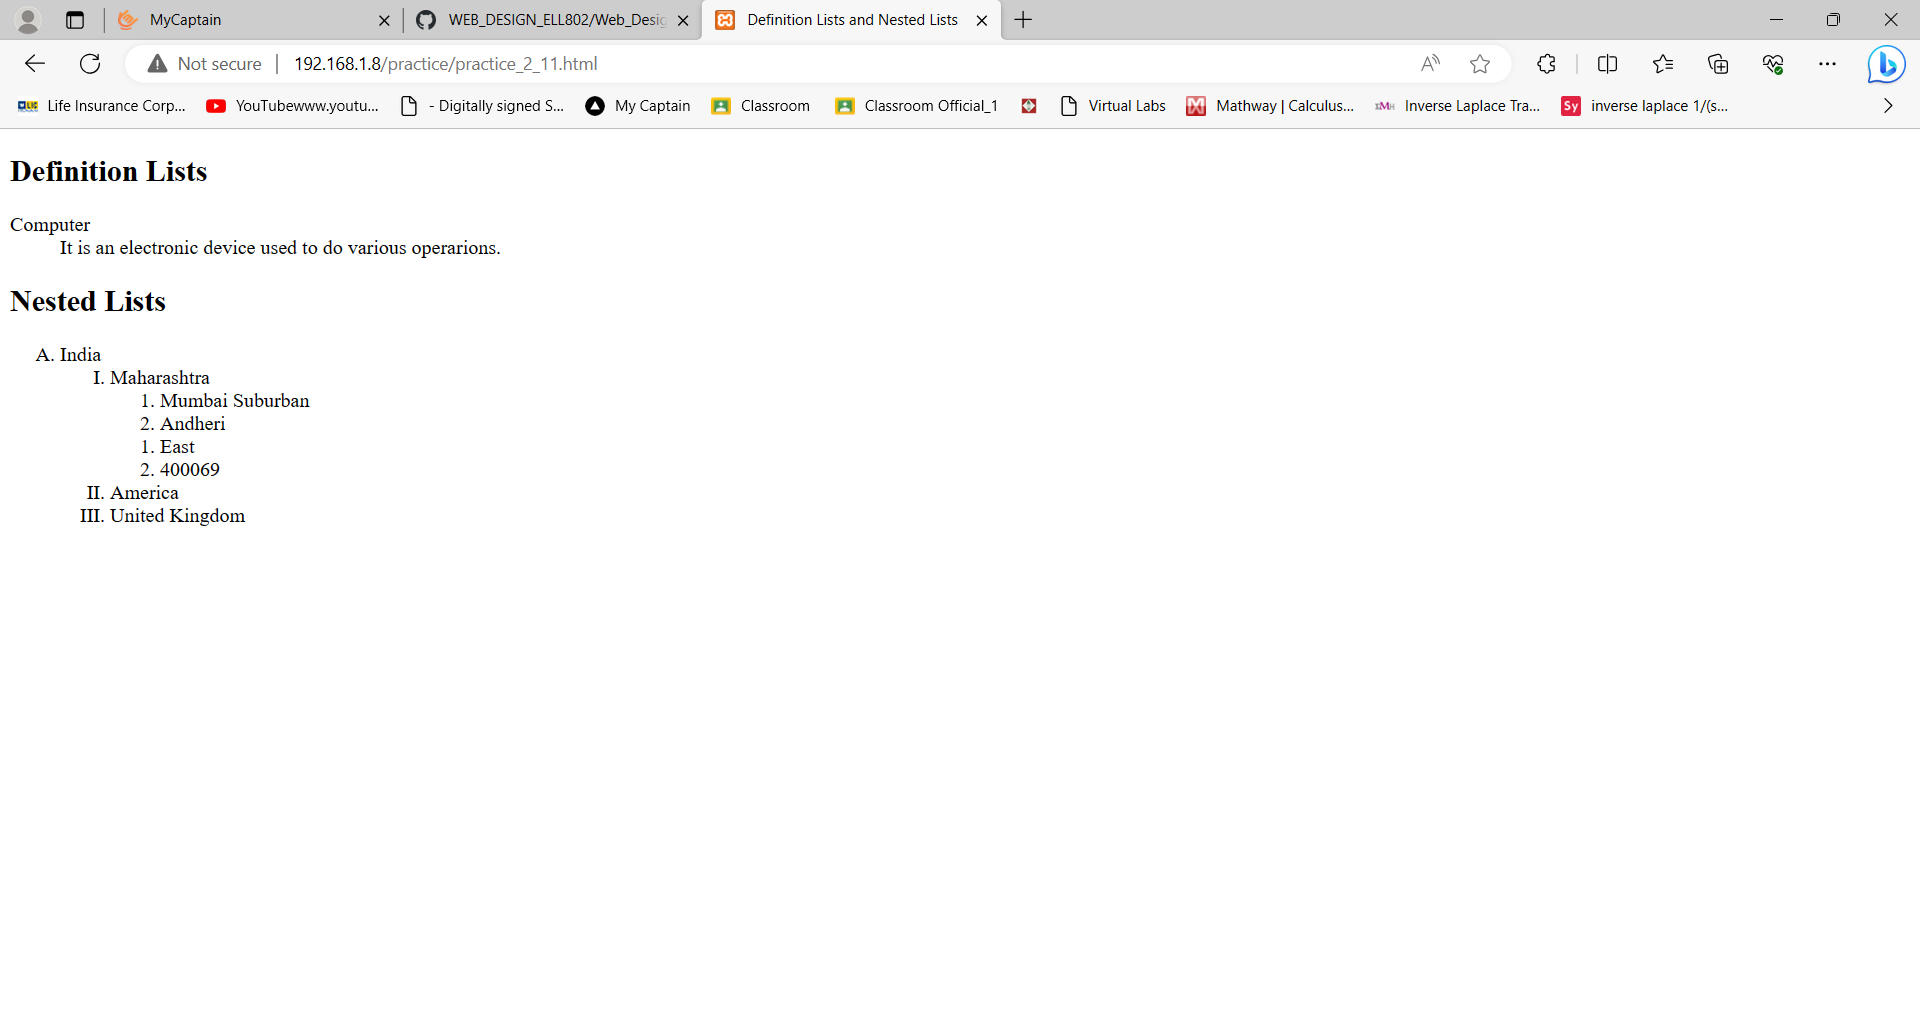 MyCaptain
WEB_DESIGN_ELL802/Web_Desig
Definition Lists and Nested Lists
Not secure
192.168.1.8/practice/practice_2_11.html
Life Insurance Corp... YouTubewww.youtu... - Digitally signed S... My Captain Classroom Classroom Official_1 Virtual Labs Mathway | Calculus... Inverse Laplace Tra... Sy inverse laplace 1/(s...
Definition Lists
Computer
It is an electronic device used to do various operarions.
Nested Lists
A. India
I. Maharashtra
1. Mumbai Suburban
2. Andheri
1. East
2. 400069
II. America
III. United Kingdom